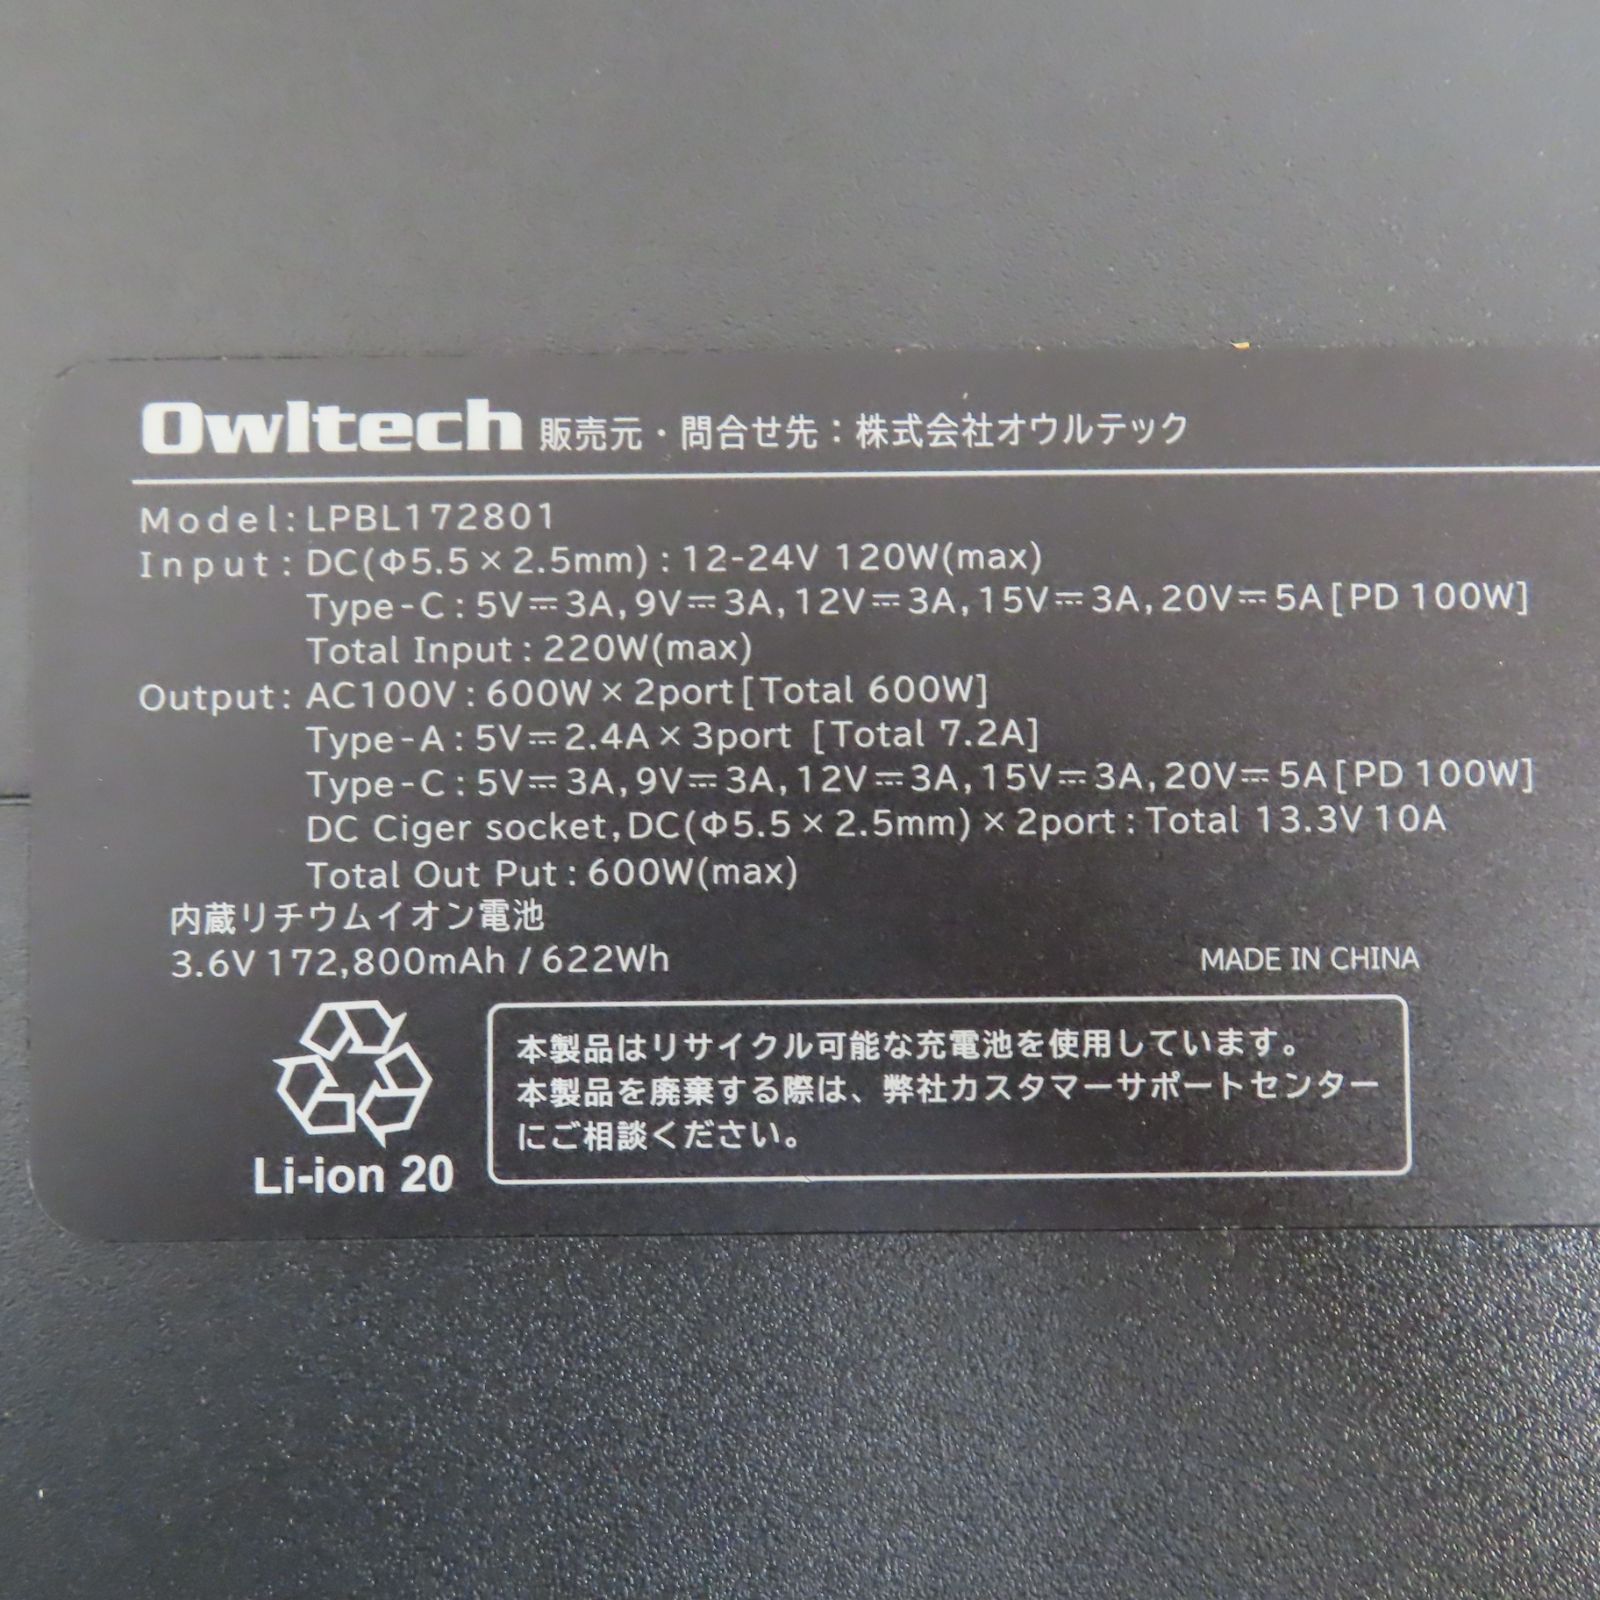 Owltech 販売元・問合せ先：株式会社オウルテック
Model: LPBL172801
Input: DC(Φ5.5×2.5mm) : 12-24V 120W(max)
Type-C : 5V⎓3A, 9V⎓3A, 12V⎓3A, 15V⎓3A, 20V⎓5A [PD 100W]
Total Input : 220W(max)
Output: AC100V : 600W×2port [Total 600W]
Type-A : 5V⎓2.4A×3port [Total 7.2A]
Type-C : 5V⎓3A, 9V⎓3A, 12V⎓3A, 15V⎓3A, 20V⎓5A [PD 100W]
DC Ciger socket, DC(Φ5.5×2.5mm)×2port : Total 13.3V 10A
Total Out Put : 600W(max)
内蔵リチウムイオン電池
3.6V 172,800mAh / 622Wh
MADE IN CHINA
本製品はリサイクル可能な充電池を使用しています。
本製品を廃棄する際は、弊社カスタマーサポートセンター
にご相談ください。
Li-ion 20